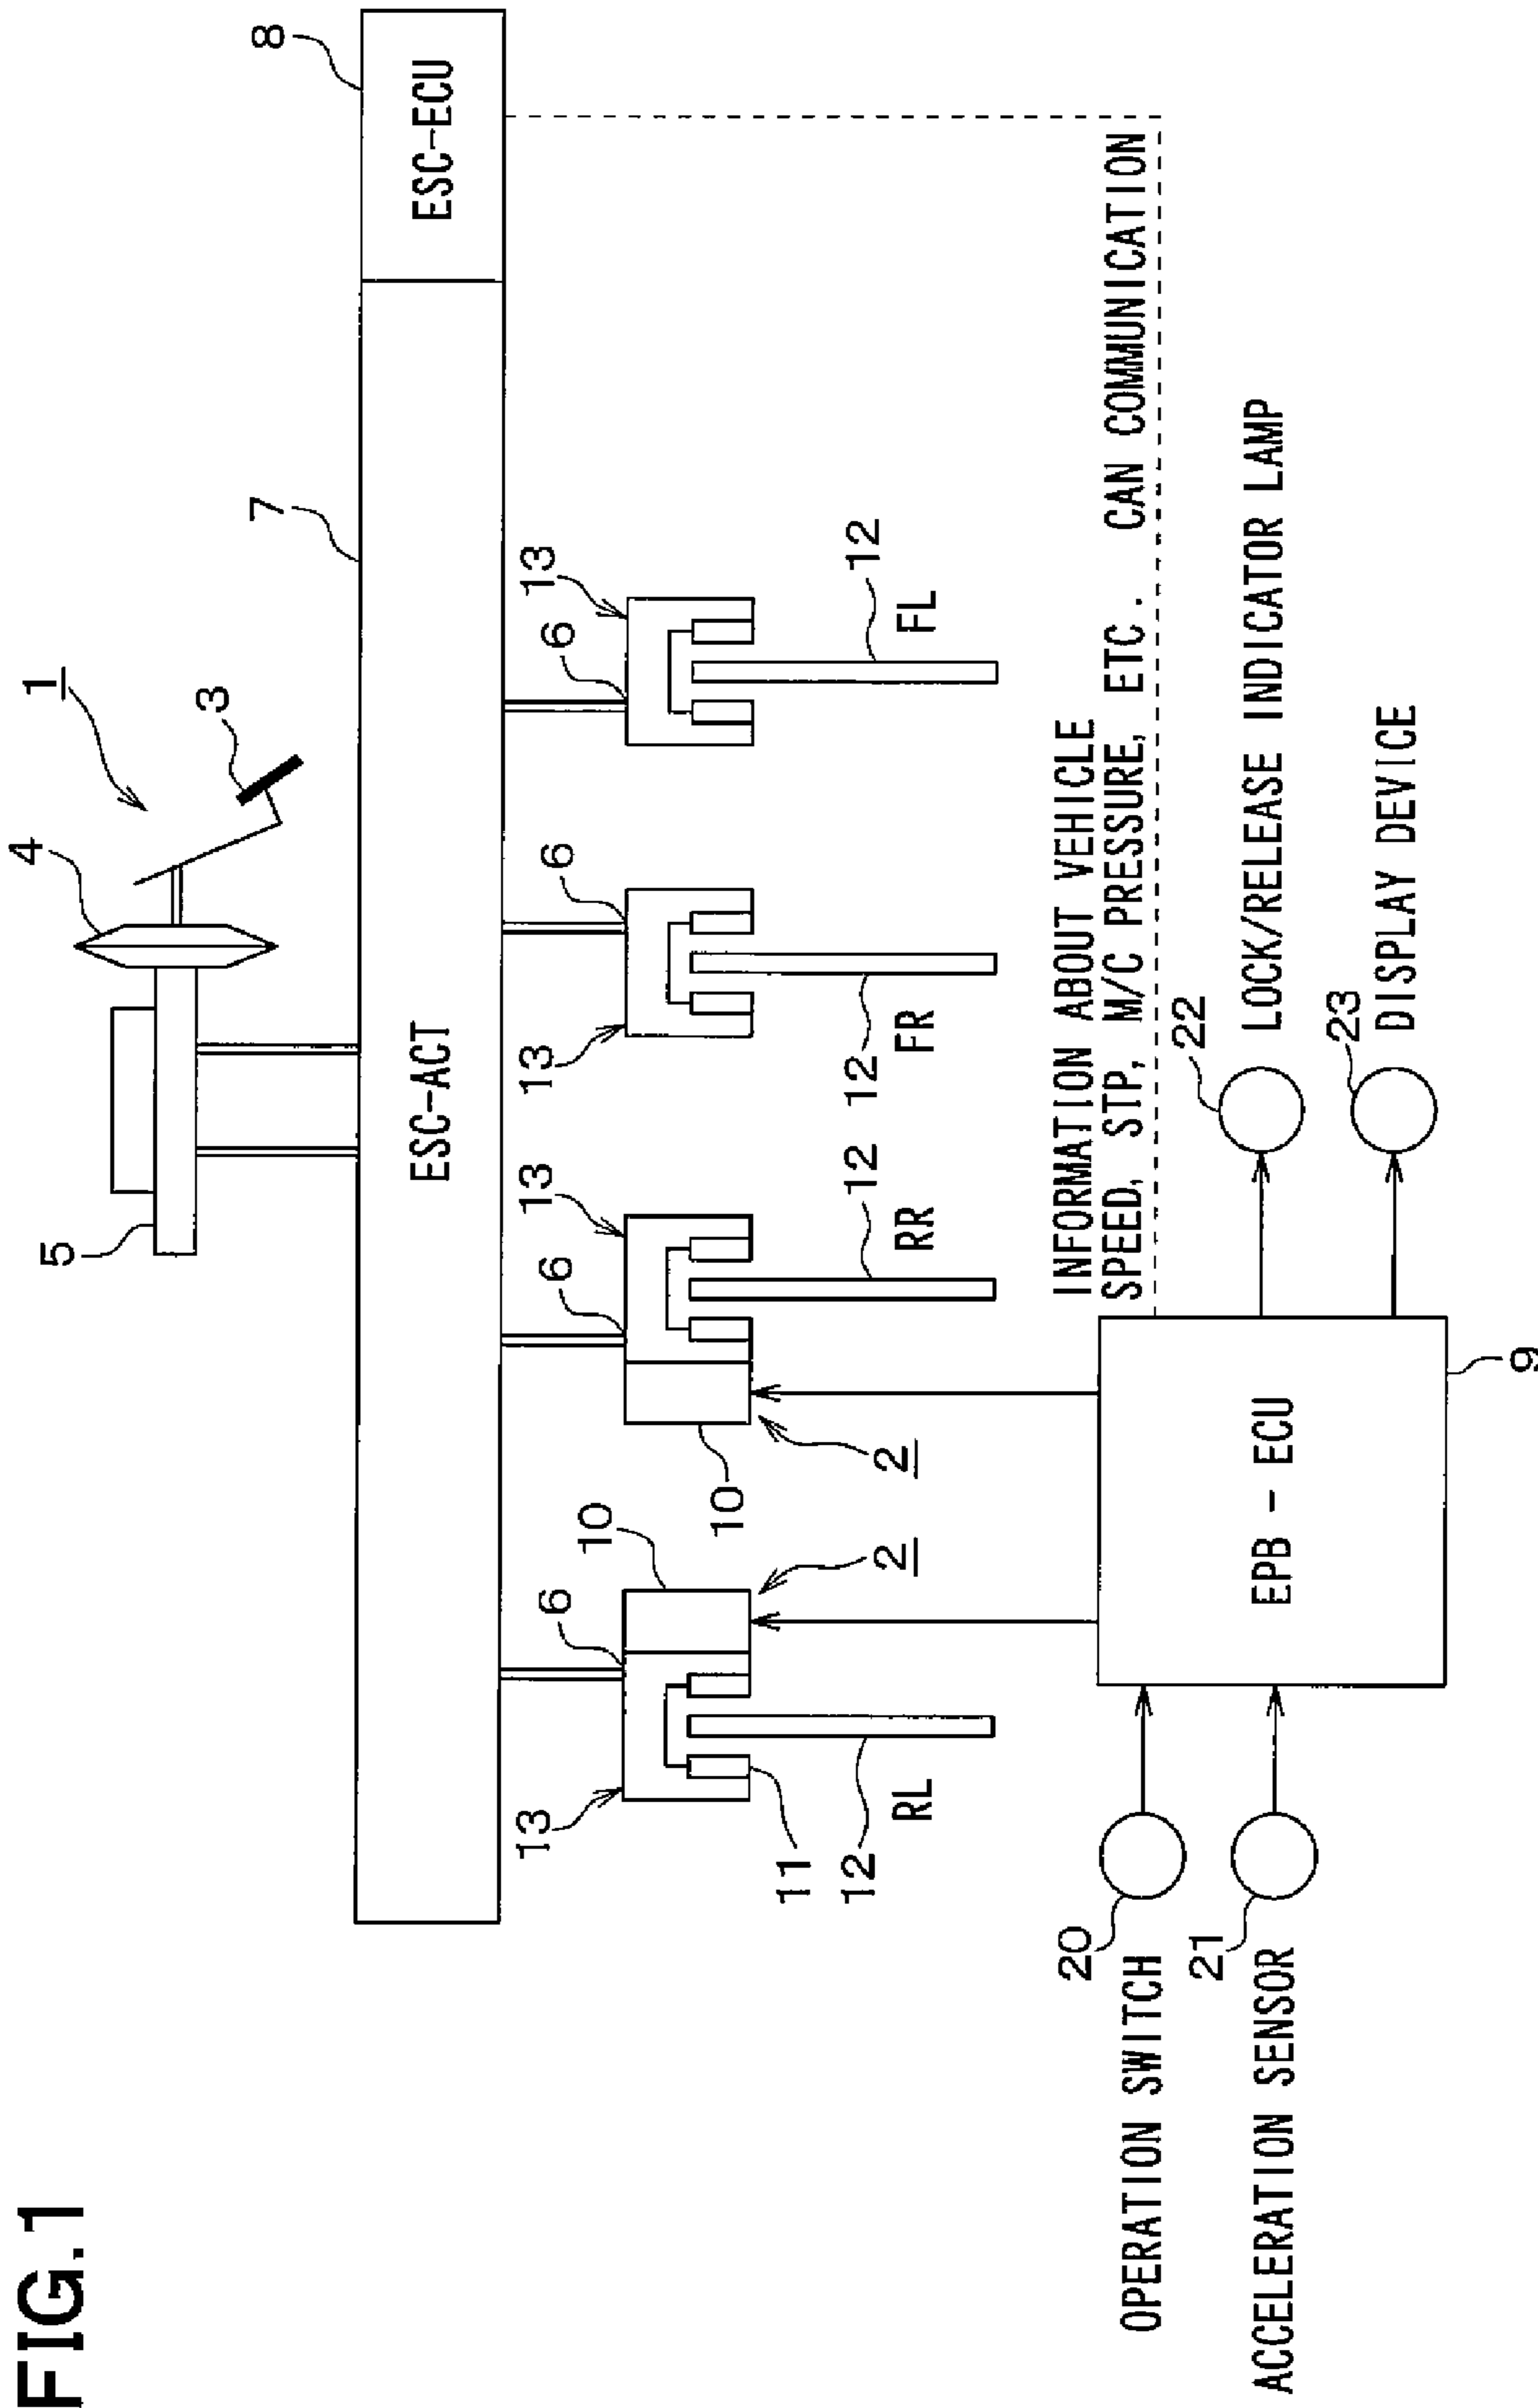 FIG.1
1
3
4
5
7
8
ESC-ACT
ESC-ECU
13
6
6
13
13
6
6
13
10
10
11
12
RL
2
2
12
RR
12
FR
12
FL
INFORMATION ABOUT VEHICLE
SPEED, STP, M/C PRESSURE, ETC. CAN COMMUNICATION
20
OPERATION SWITCH
21
ACCELERATION SENSOR
EPB - ECU
9
22
LOCK/RELEASE INDICATOR LAMP
23
DISPLAY DEVICE